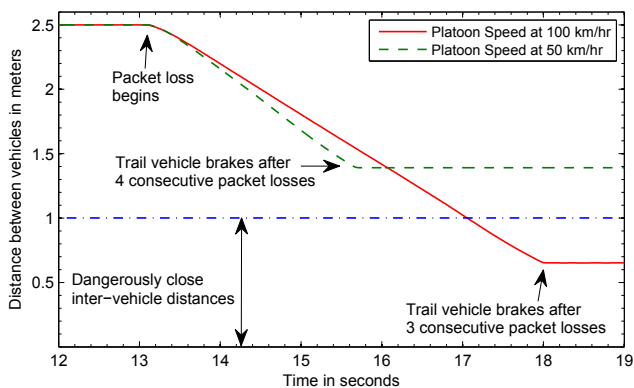 Distance between vehicles in meters
2.5
2
1.5
1
0.5
12
13
14
15
16
17
18
19
Time in seconds
Platoon Speed at 100 km/hr
Platoon Speed at 50 km/hr
Packet loss
begins
Trail vehicle brakes after
4 consecutive packet losses
Dangerously close
inter−vehicle distances
Trail vehicle brakes after
3 consecutive packet losses